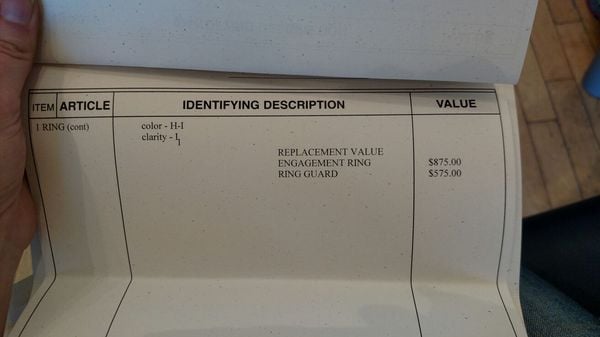 ITEM ARTICLE IDENTIFYING DESCRIPTION VALUE
1 RING (cont) color - H-I
clarity - I1
REPLACEMENT VALUE
ENGAGEMENT RING $875.00
RING GUARD $575.00